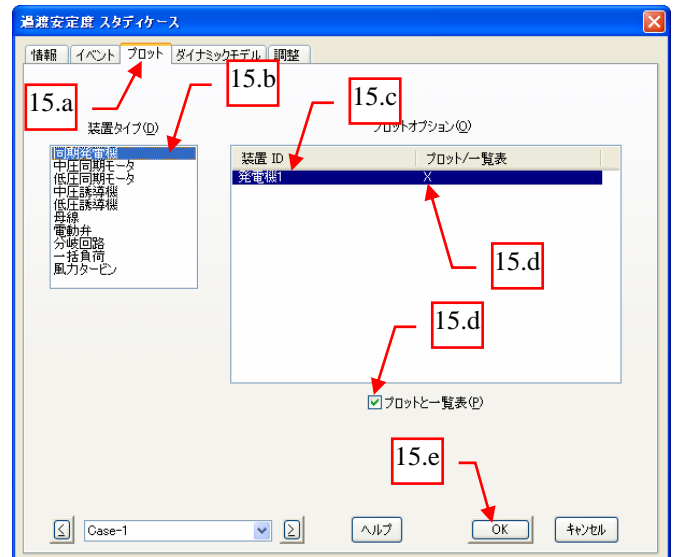 過渡安定度 スタディケース
情報 イベント プロット ダイナミックモデル 調整
15.a
15.b
15.c
装置タイプ(D)
プロットオプション(O)
同期発電機
中圧同期モータ
低圧同期モータ
中圧誘導機
低圧誘導機
母線
電動弁
分岐回路
一括負荷
風力タービン
装置 ID プロット/一覧表
発電機1 X
15.d
15.d
プロットと一覧表(P)
15.e
< Case-1 > ヘルプ OK キャンセル